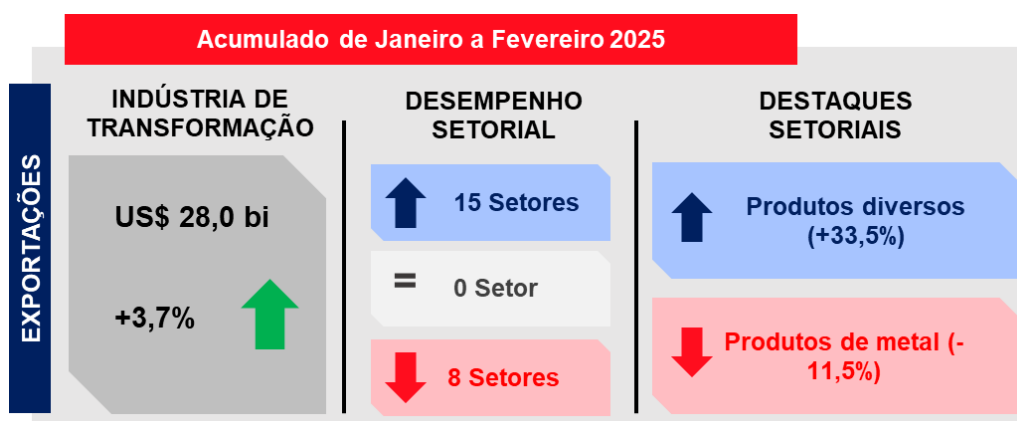 Acumulado de Janeiro a Fevereiro 2025
EXPORTAÇÕES
INDÚSTRIA DE
TRANSFORMAÇÃO
US$ 28,0 bi
+3,7%
DESEMPENHO
SETORIAL
15 Setores
=
0 Setor
8 Setores
DESTAQUES
SETORIAIS
Produtos diversos
(+33,5%)
Produtos de metal (-
11,5%)